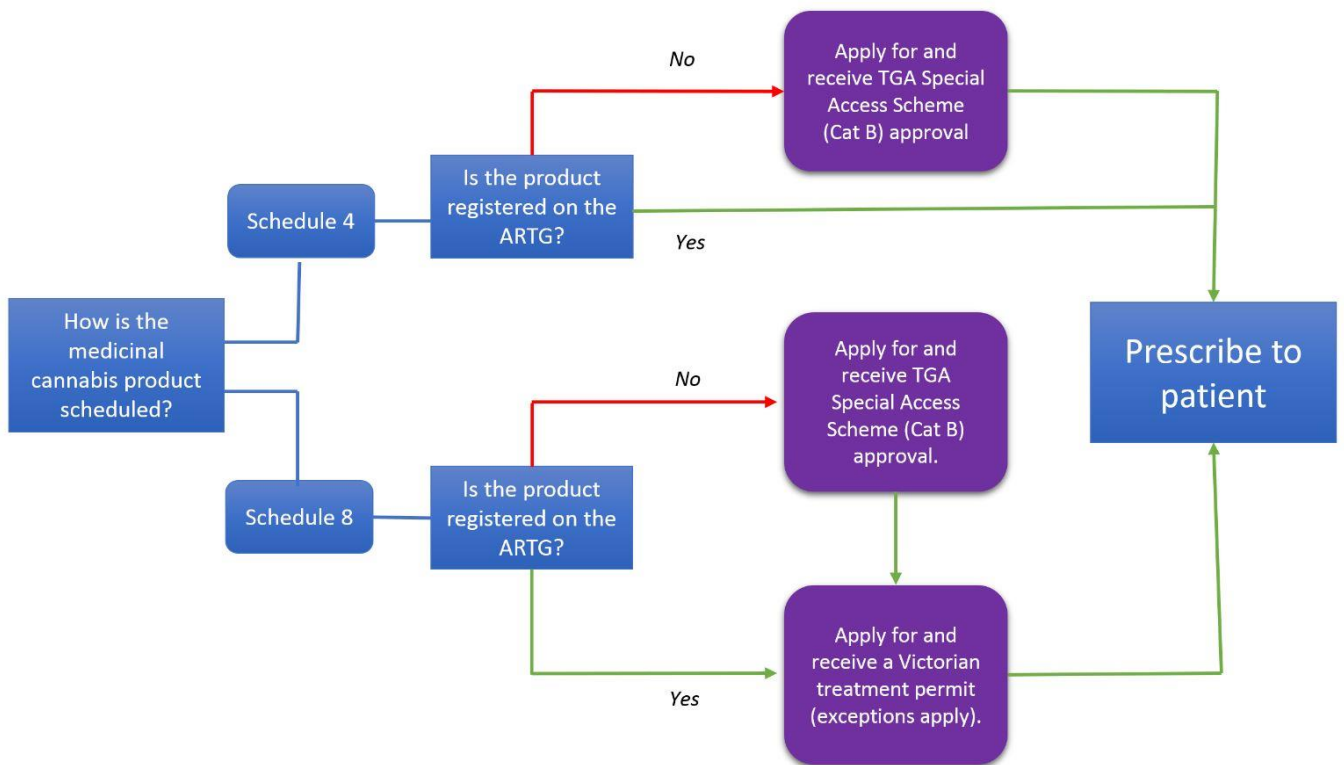 No
Apply for and
receive TGA Special
Access Scheme
(Cat B) approval
Is the product
registered on the
ARTG?
Schedule 4
Yes
How is the
medicinal
cannabis product
scheduled?
Prescribe to
patient
No
Apply for and
receive TGA
Special Access
Scheme (Cat B)
approval.
Is the product
registered on the
ARTG?
Schedule 8
Yes
Apply for and
receive a Victorian
treatment permit
(exceptions apply).